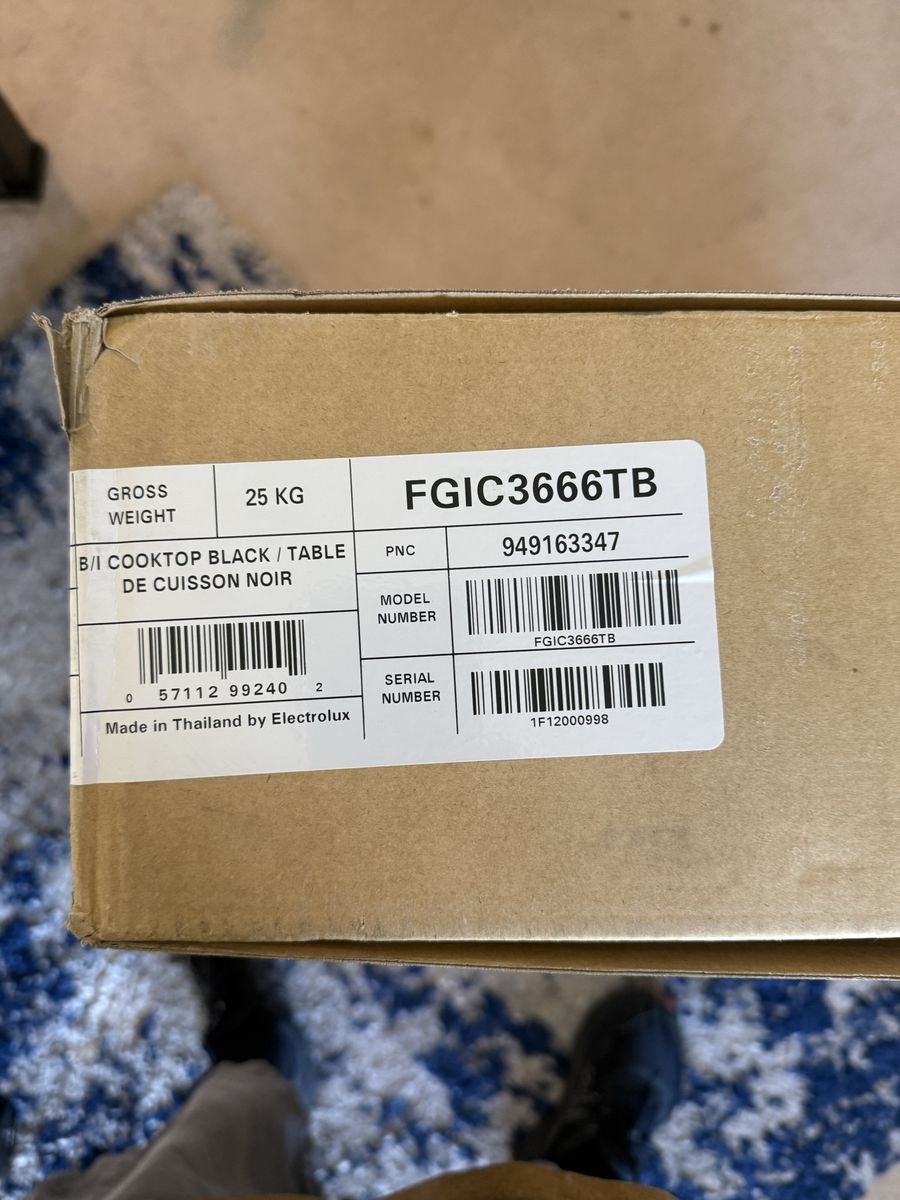 GROSS
WEIGHT
25 KG
FGIC3666TB
B/I COOKTOP BLACK / TABLE
DE CUISSON NOIR
PNC
949163347
MODEL
NUMBER
FGIC3666TB
0 57112 99240 2
SERIAL
NUMBER
1F12000998
Made in Thailand by Electrolux